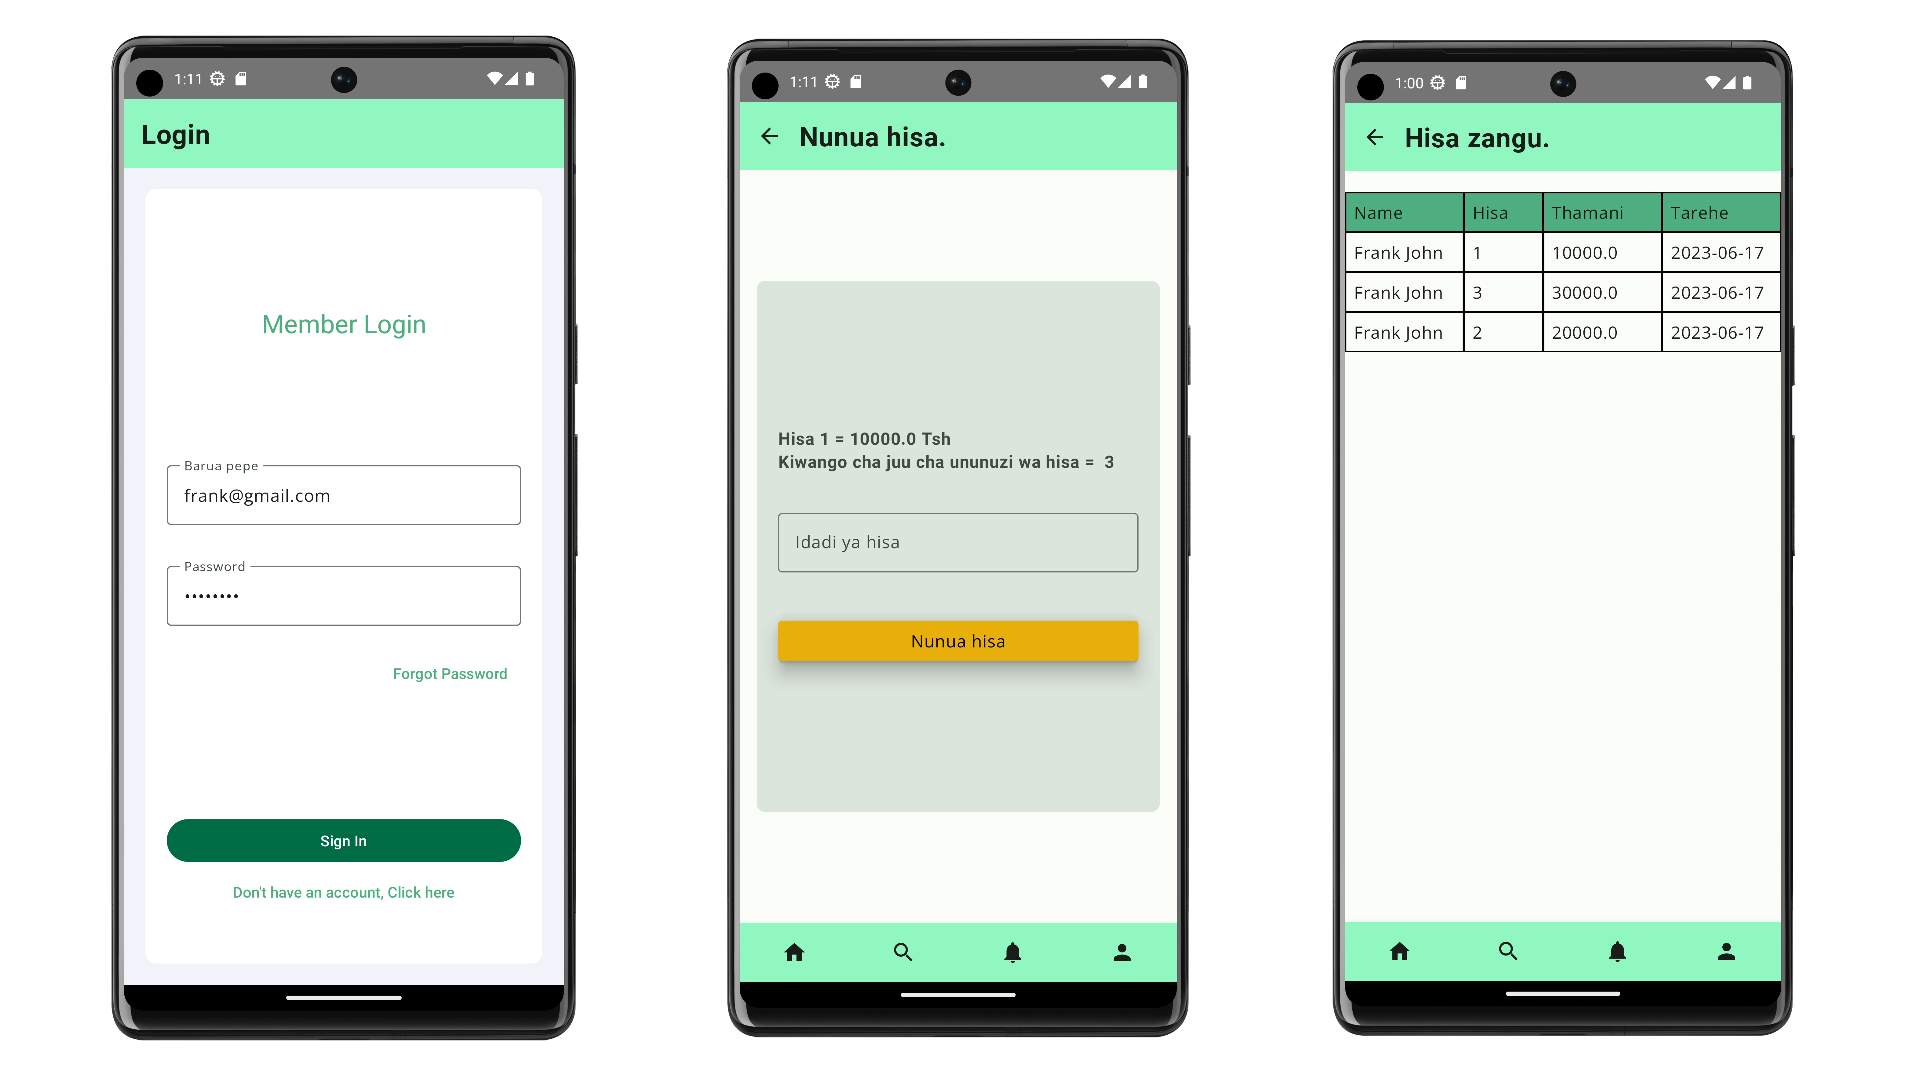 1:11
Login
Member Login
Barua pepe
frank@gmail.com
Password
••••••••
Forgot Password
Sign In
Don't have an account, Click here
1:11
Nunua hisa.
Hisa 1 = 10000.0 Tsh
Kiwango cha juu cha ununuzi wa hisa = 3
Idadi ya hisa
Nunua hisa
1:00
Hisa zangu.
Name Hisa Thamani Tarehe
Frank John 1 10000.0 2023-06-17
Frank John 3 30000.0 2023-06-17
Frank John 2 20000.0 2023-06-17